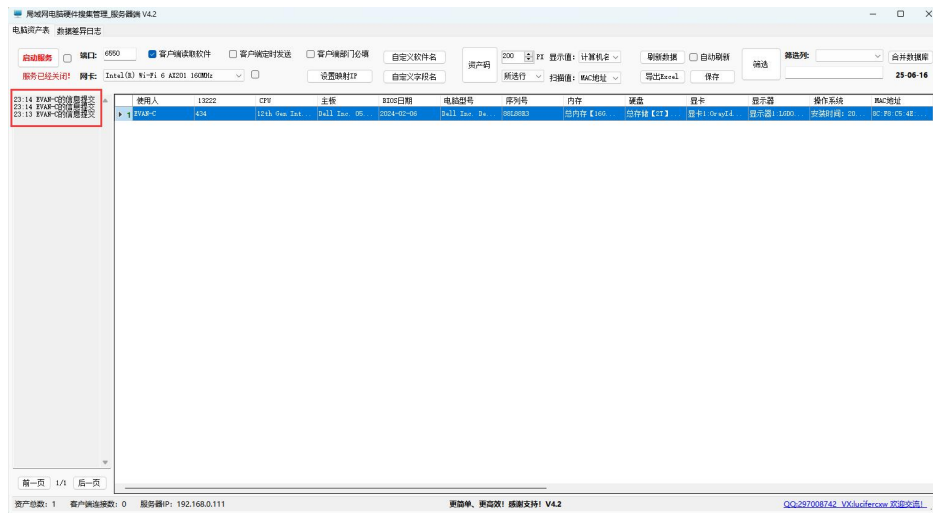 局域网电脑硬件搜集管理_服务器端 V4.2
电脑资产表 数据差异日志
启动服务 端口: 6550 客户端读取软件 客户端定时发送 客户端部门必填 自定义软件名 资产码 200 PX 显示值: 计算机名 刷新数据 自动刷新 筛选 筛选列: 合并数据库
服务已经关闭! 网卡: Intel(R) Wi-Fi 6 AX201 160MHz 设置映射IP 自定义字段名 所选行 扫描值: MAC地址 导出Excel 保存 25-06-16
23:14 EVAN-C的信息提交
23:14 EVAN-C的信息提交
23:13 EVAN-C的信息提交
使用人 13222 CPU 主板 BIOS日期 电脑型号 序列号 内存 硬盘 显卡 显示器 操作系统 MAC地址
1 EVAN-C 434 12th Gen Int... Dell Inc. 05... 2024-02-06 Dell Inc. De... 总内存【16G... 总存储【2T】... 显卡1:OrayId... 显示器1:LGD0... 安装时间: 20... 8C:F8:C5:4E:...
前一页 1/1 后一页
资产总数: 1 客户端连接数: 0 服务器IP: 192.168.0.111 更简单、更高效! 感谢支持! V4.2 QQ:297008742 VX:lucifercxw 欢迎交流!